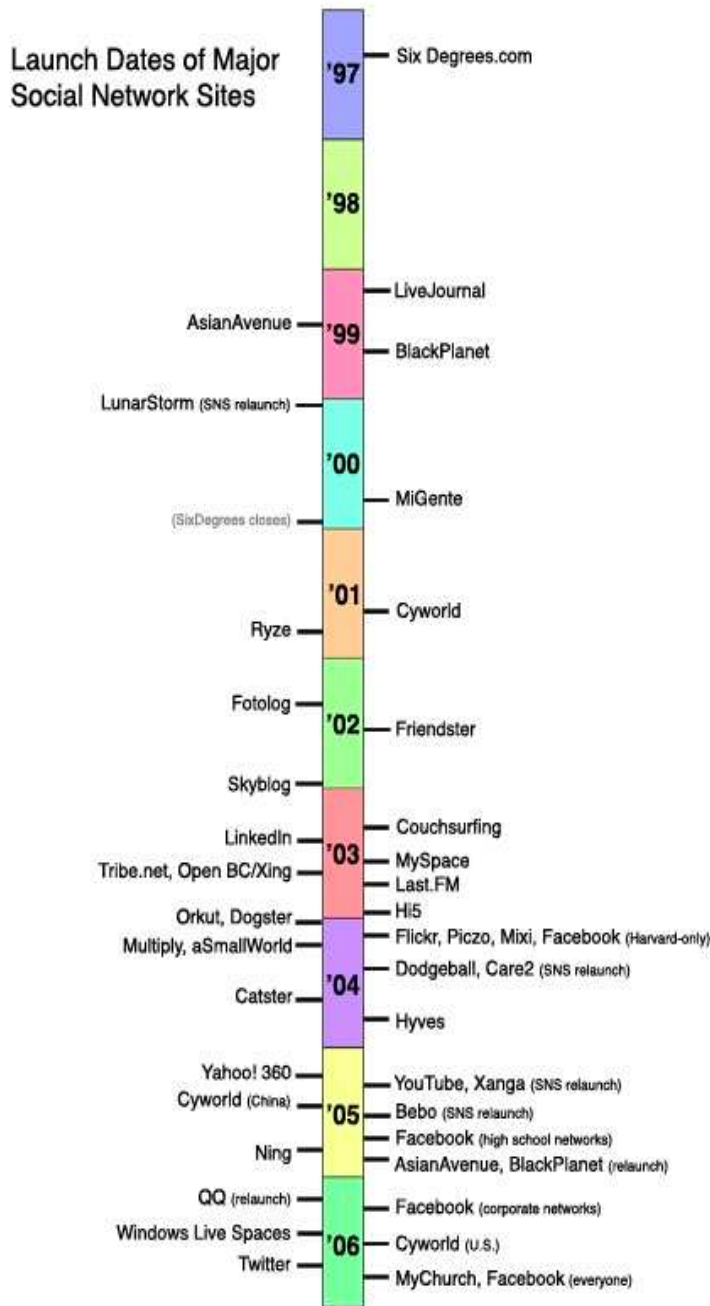 Launch Dates of Major
Social Network Sites
'97
Six Degrees.com
'98
'99
LiveJournal
AsianAvenue
BlackPlanet
'00
LunarStorm (SNS relaunch)
MiGente
(SixDegrees closes)
'01
Cyworld
Ryze
'02
Fotolog
Friendster
Skyblog
'03
Couchsurfing
LinkedIn
MySpace
Tribe.net, Open BC/Xing
Last.FM
Hi5
'04
Orkut, Dogster
Flickr, Piczo, Mixi, Facebook (Harvard-only)
Multiply, aSmallWorld
Dodgeball, Care2 (SNS relaunch)
Catster
Hyves
'05
Yahoo! 360
YouTube, Xanga (SNS relaunch)
Cyworld (China)
Bebo (SNS relaunch)
Facebook (high school networks)
Ning
AsianAvenue, BlackPlanet (relaunch)
'06
QQ (relaunch)
Facebook (corporate networks)
Windows Live Spaces
Cyworld (U.S.)
Twitter
MyChurch, Facebook (everyone)